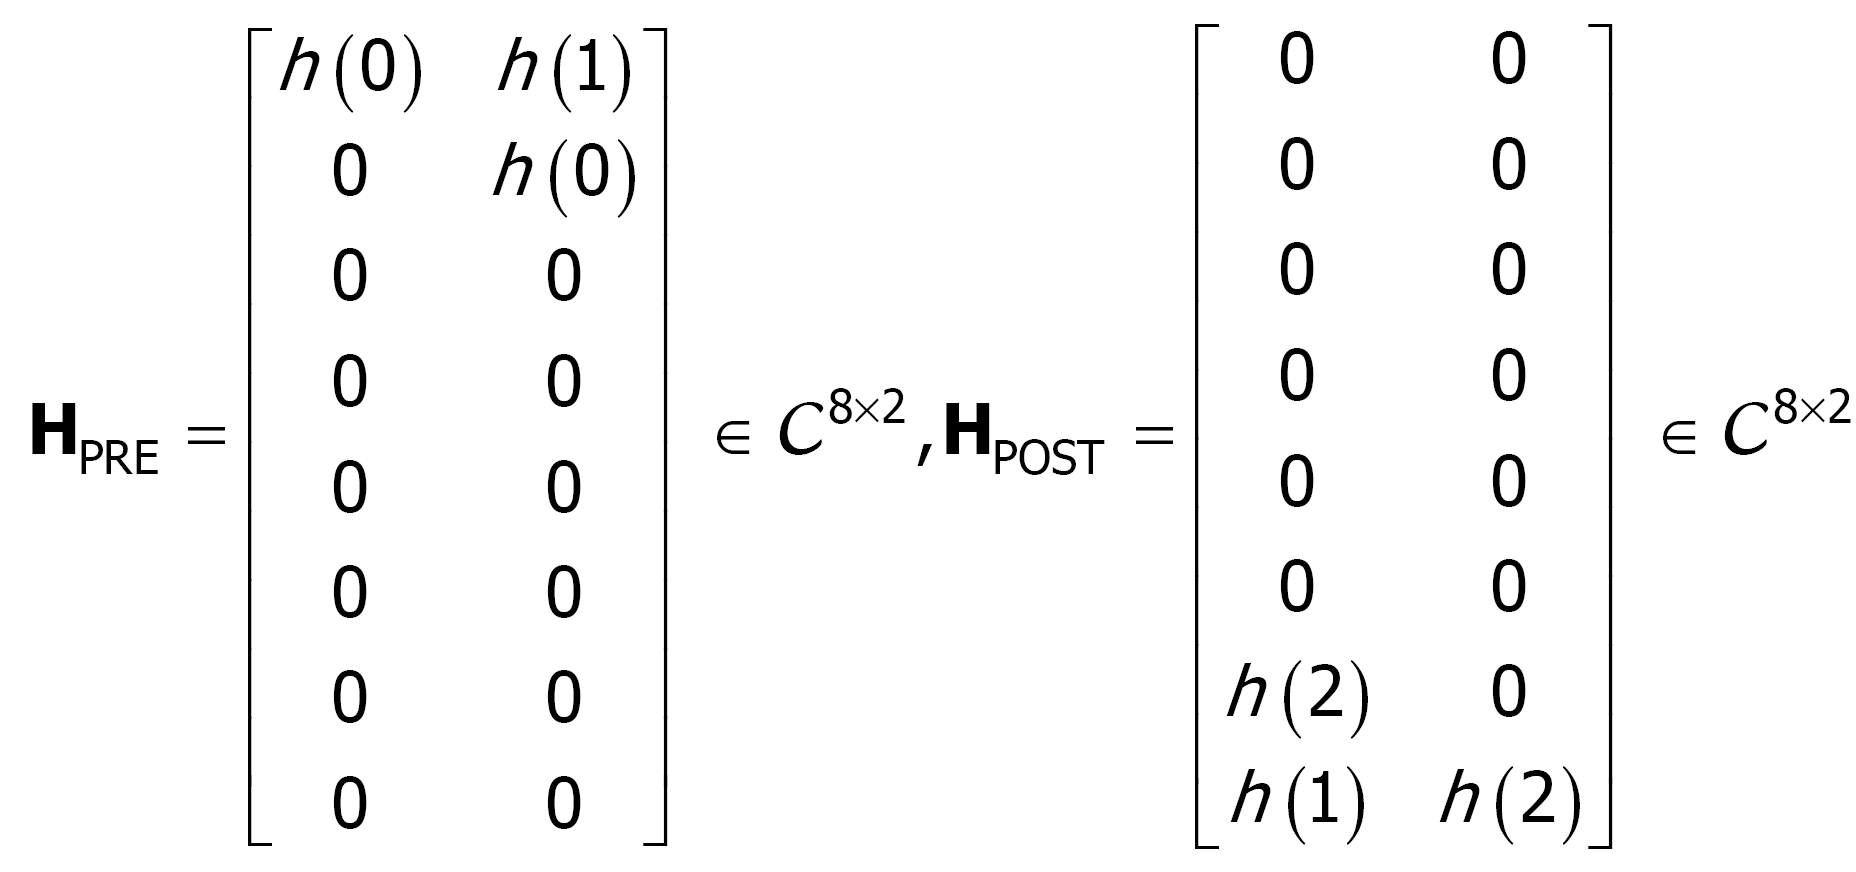 h(0) h(1) 0 0
0 h(0) 0 0
0 0 0 0
0 0 0 0
H_PRE = ∈ C^{8×2}, H_POST = ∈ C^{8×2}
0 0 0 0
0 0 0 0
0 0 h(2) 0
0 0 h(1) h(2)